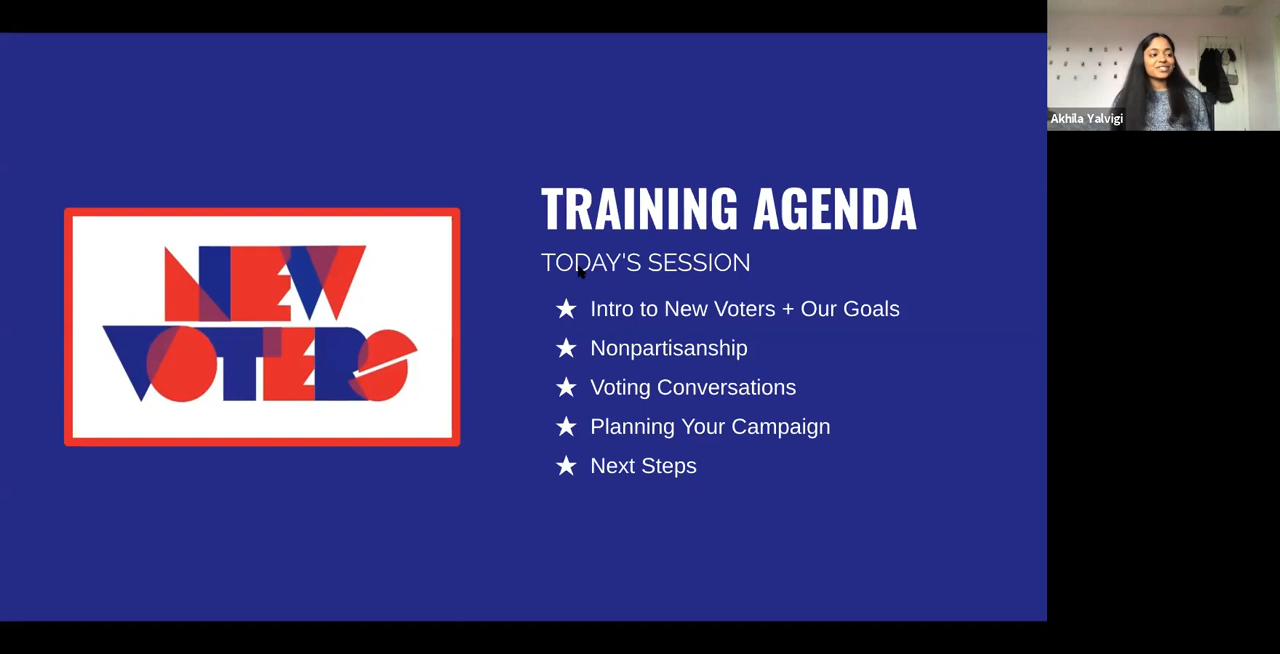 NEW
VOTERS
TRAINING AGENDA
TODAY'S SESSION
★ Intro to New Voters + Our Goals
★ Nonpartisanship
★ Voting Conversations
★ Planning Your Campaign
★ Next Steps
Akhila Yalvigi